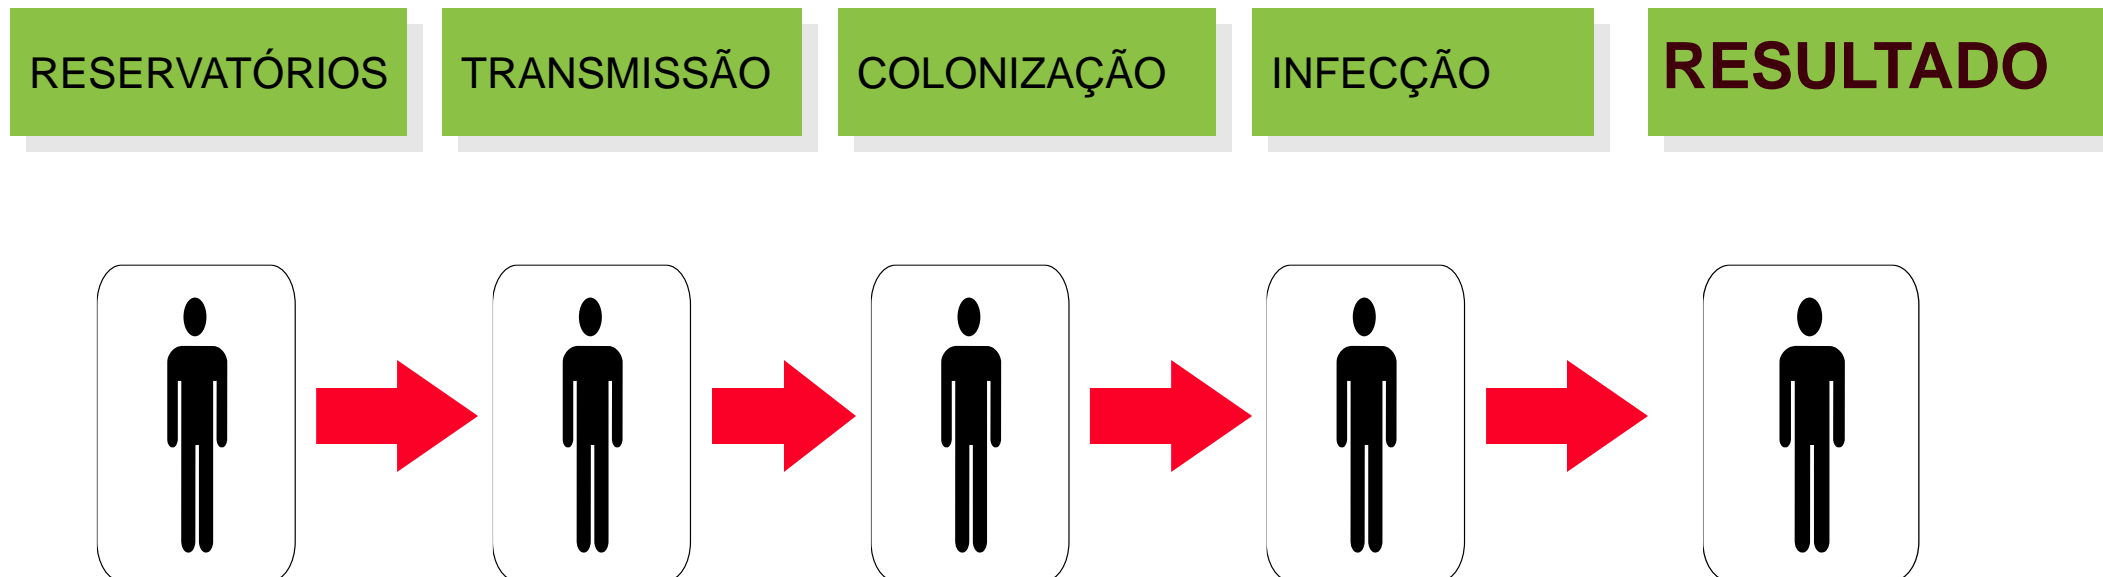 RESERVATÓRIOS
TRANSMISSÃO
COLONIZAÇÃO
INFECÇÃO
RESULTADO